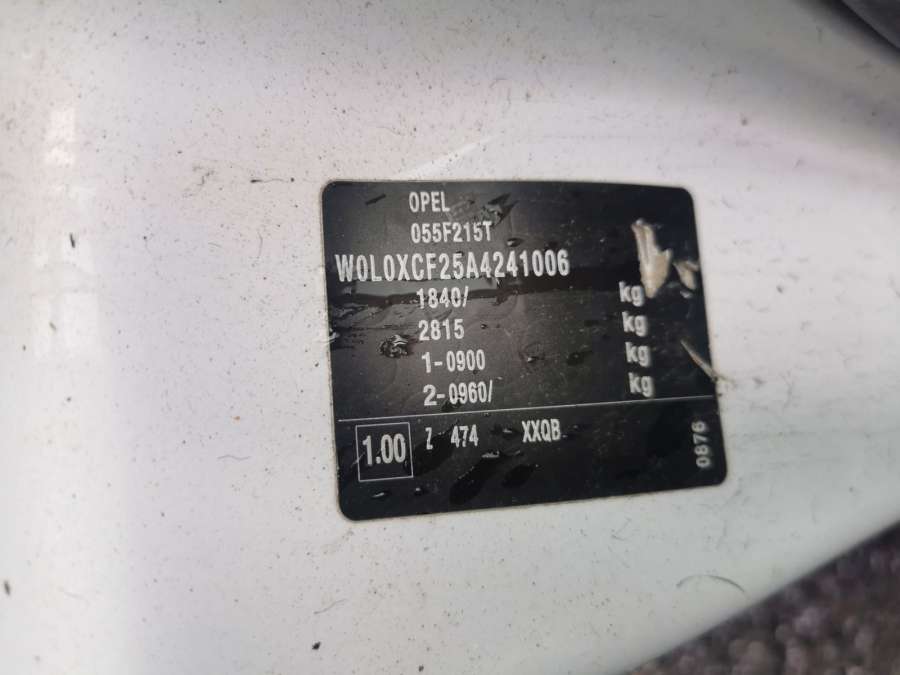 OPEL
055F215T
W0L0XCF25A4241006
1840/ kg
2815 kg
1-0900 kg
2-0960/ kg
1.00 Z 474 XXQB
0876